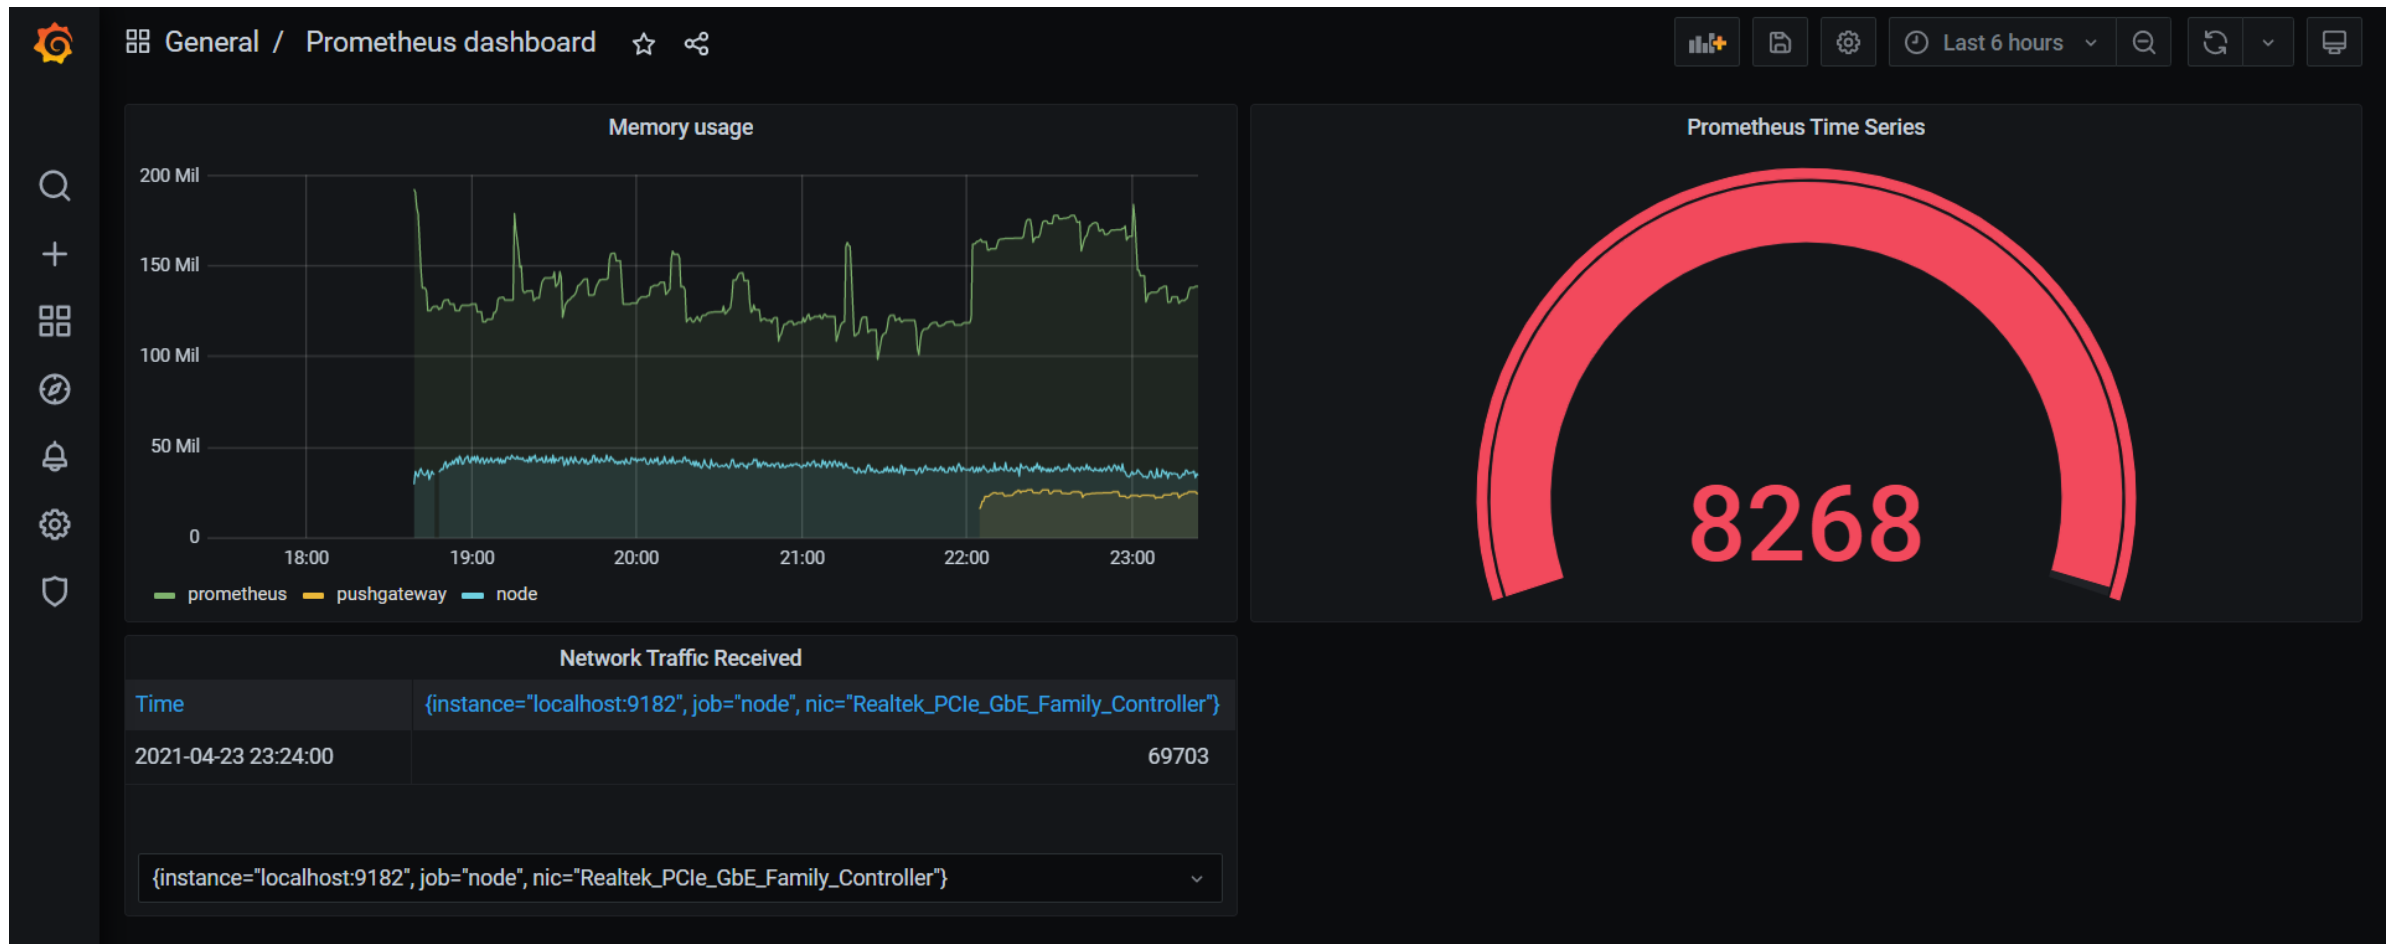 General / Prometheus dashboard
Last 6 hours
Memory usage
200 Mil
150 Mil
100 Mil
50 Mil
0
18:00 19:00 20:00 21:00 22:00 23:00
prometheus pushgateway node
Prometheus Time Series
8268
Network Traffic Received
Time {instance="localhost:9182", job="node", nic="Realtek_PCIe_GbE_Family_Controller"}
2021-04-23 23:24:00 69703
{instance="localhost:9182", job="node", nic="Realtek_PCIe_GbE_Family_Controller"}